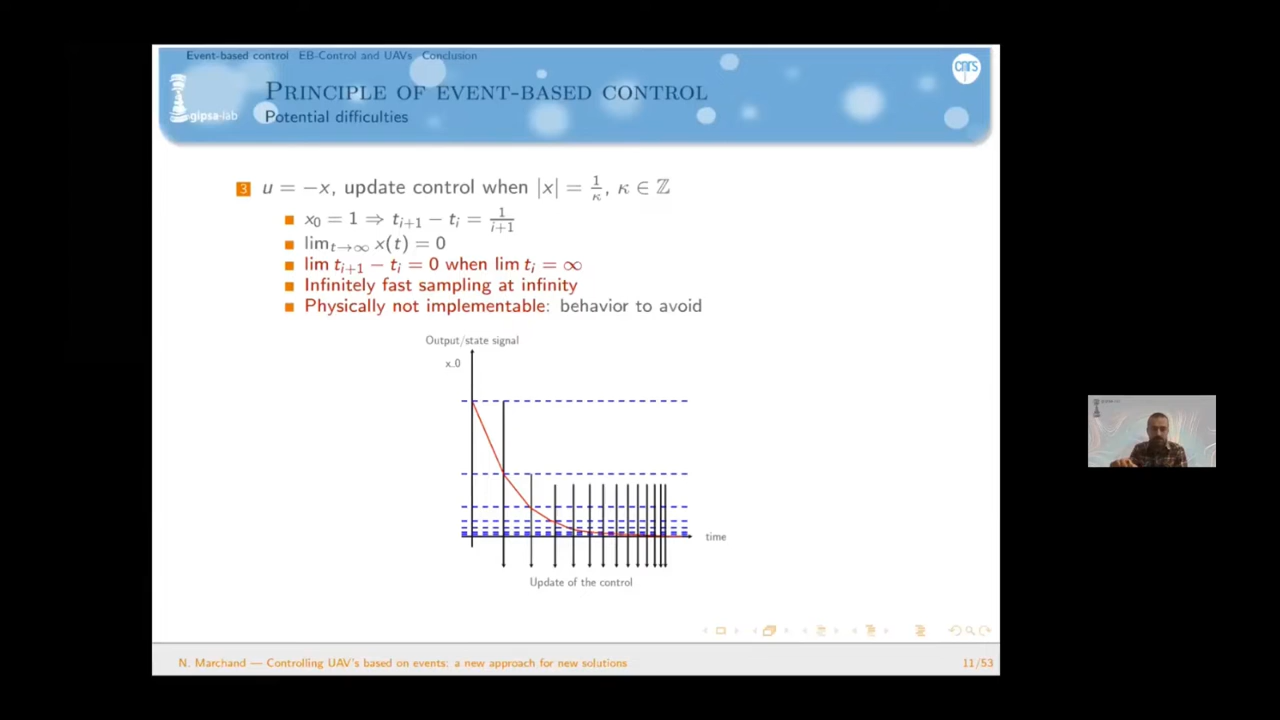 Event-based control EB-Control and UAVs Conclusion
PRINCIPLE OF EVENT-BASED CONTROL
Potential difficulties
gipsa-lab
cnrs
3 u = −x, update control when |x| = 1/κ, κ ∈ ℤ
x₀ = 1 ⇒ tᵢ₊₁ − tᵢ = 1/(i+1)
lim t→∞ x(t) = 0
lim tᵢ₊₁ − tᵢ = 0 when lim tᵢ = ∞
Infinitely fast sampling at infinity
Physically not implementable: behavior to avoid
Output/state signal
x_0
time
Update of the control
N. Marchand — Controlling UAV's based on events: a new approach for new solutions
11/53